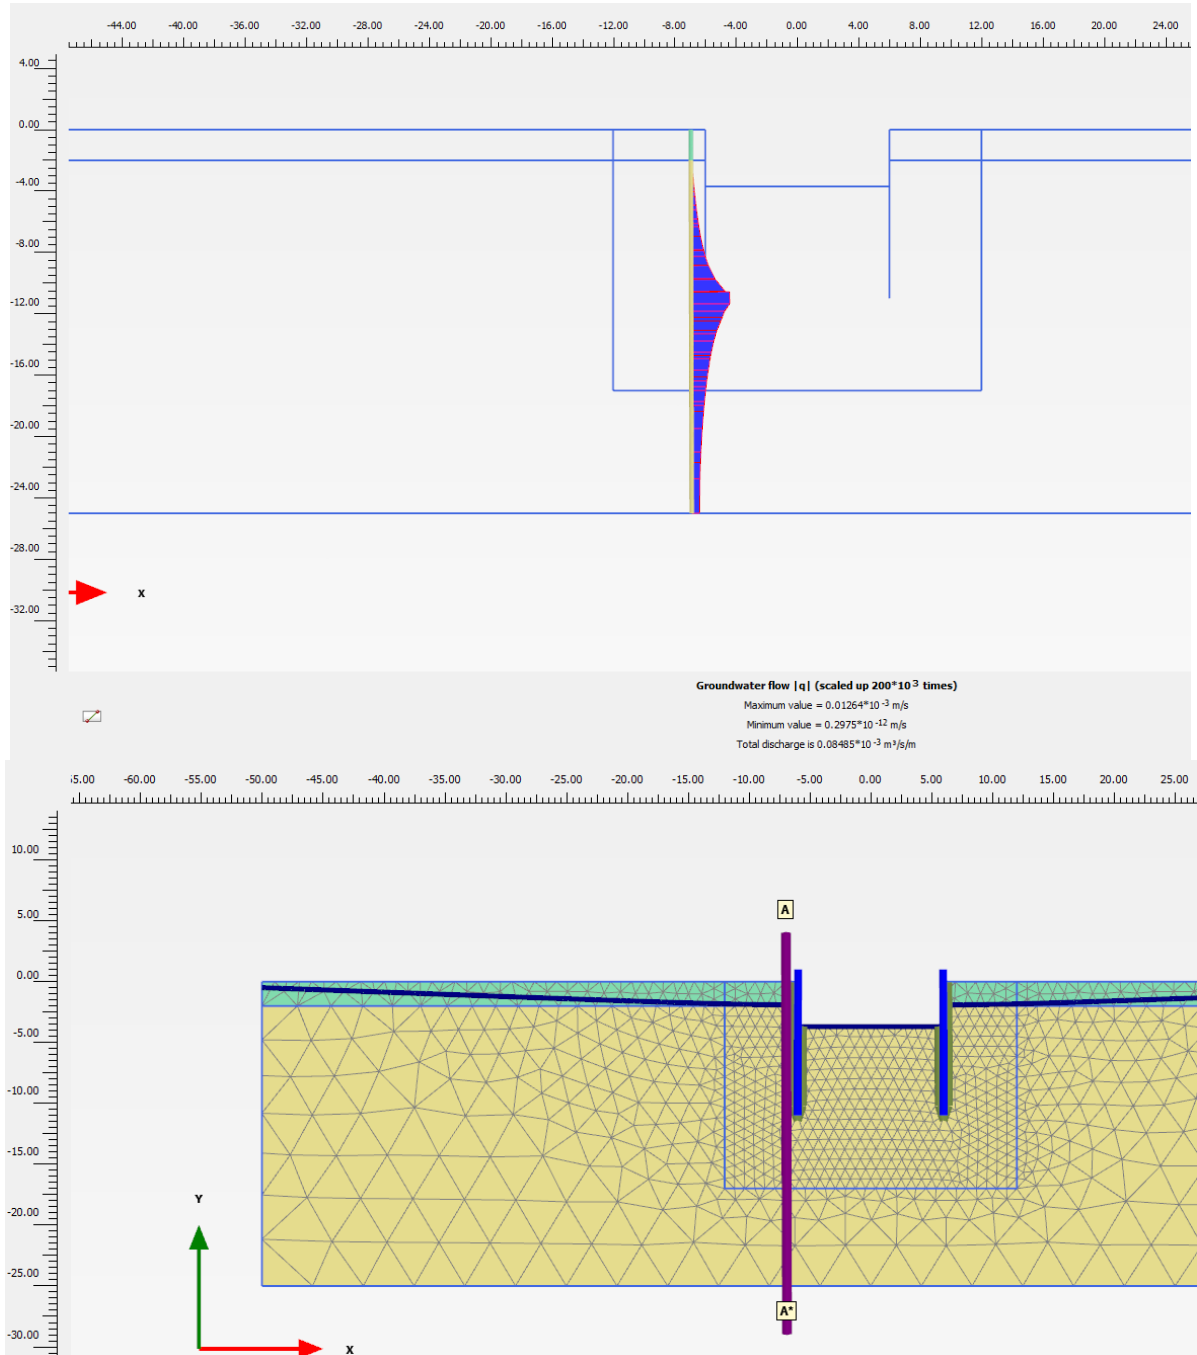 -44.00 -40.00 -36.00 -32.00 -28.00 -24.00 -20.00 -16.00 -12.00 -8.00 -4.00 0.00 4.00 8.00 12.00 16.00 20.00 24.00
4.00
0.00
-4.00
-8.00
-12.00
-16.00
-20.00
-24.00
-28.00
-32.00
X
Groundwater flow |q| (scaled up 200*10 3 times)
Maximum value = 0.01264*10 -3 m/s
Minimum value = 0.2975*10 -12 m/s
Total discharge is 0.08485*10 -3 m³/s/m
-60.00 -55.00 -50.00 -45.00 -40.00 -35.00 -30.00 -25.00 -20.00 -15.00 -10.00 -5.00 0.00 5.00 10.00 15.00 20.00 25.00
10.00
5.00
0.00
-5.00
-10.00
-15.00
-20.00
-25.00
-30.00
A
A*
Y
X